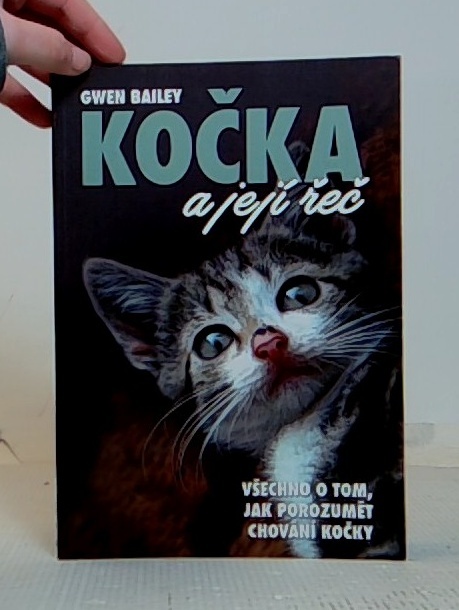 GWEN BAILEY
KOČKA
a její řeč
VŠECHNO O TOM,
JAK POROZUMĚT
CHOVÁNÍ KOČKY